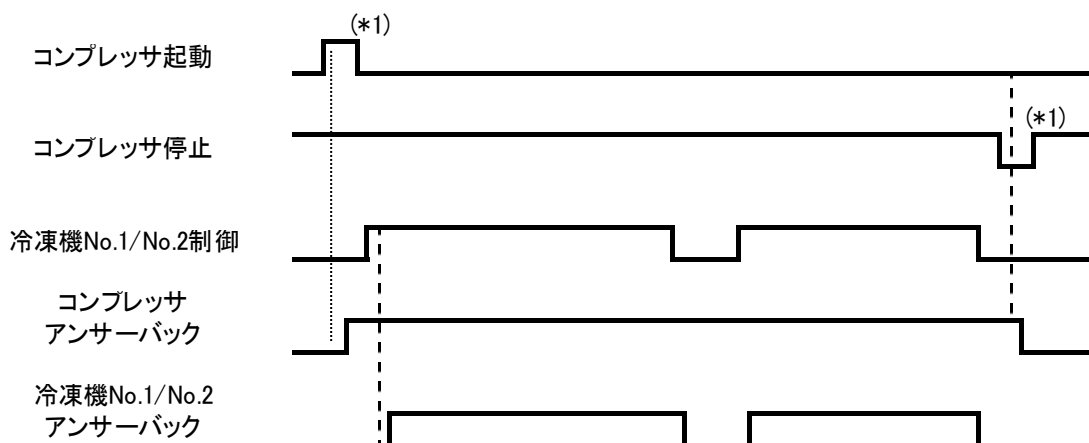 (*1)
コンプレッサ起動
(*1)
コンプレッサ停止
冷凍機No.1/No.2制御
コンプレッサ
アンサーバック
冷凍機No.1/No.2
アンサーバック